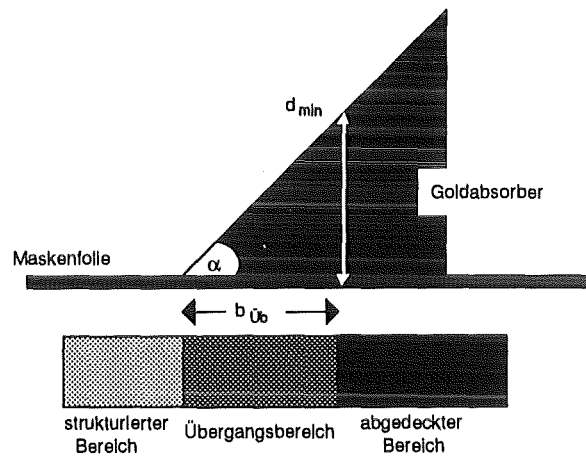 d min
Goldabsorber
Maskenfolie
α
b Üb
strukturierter
Bereich
Übergangsbereich
abgedeckter
Bereich